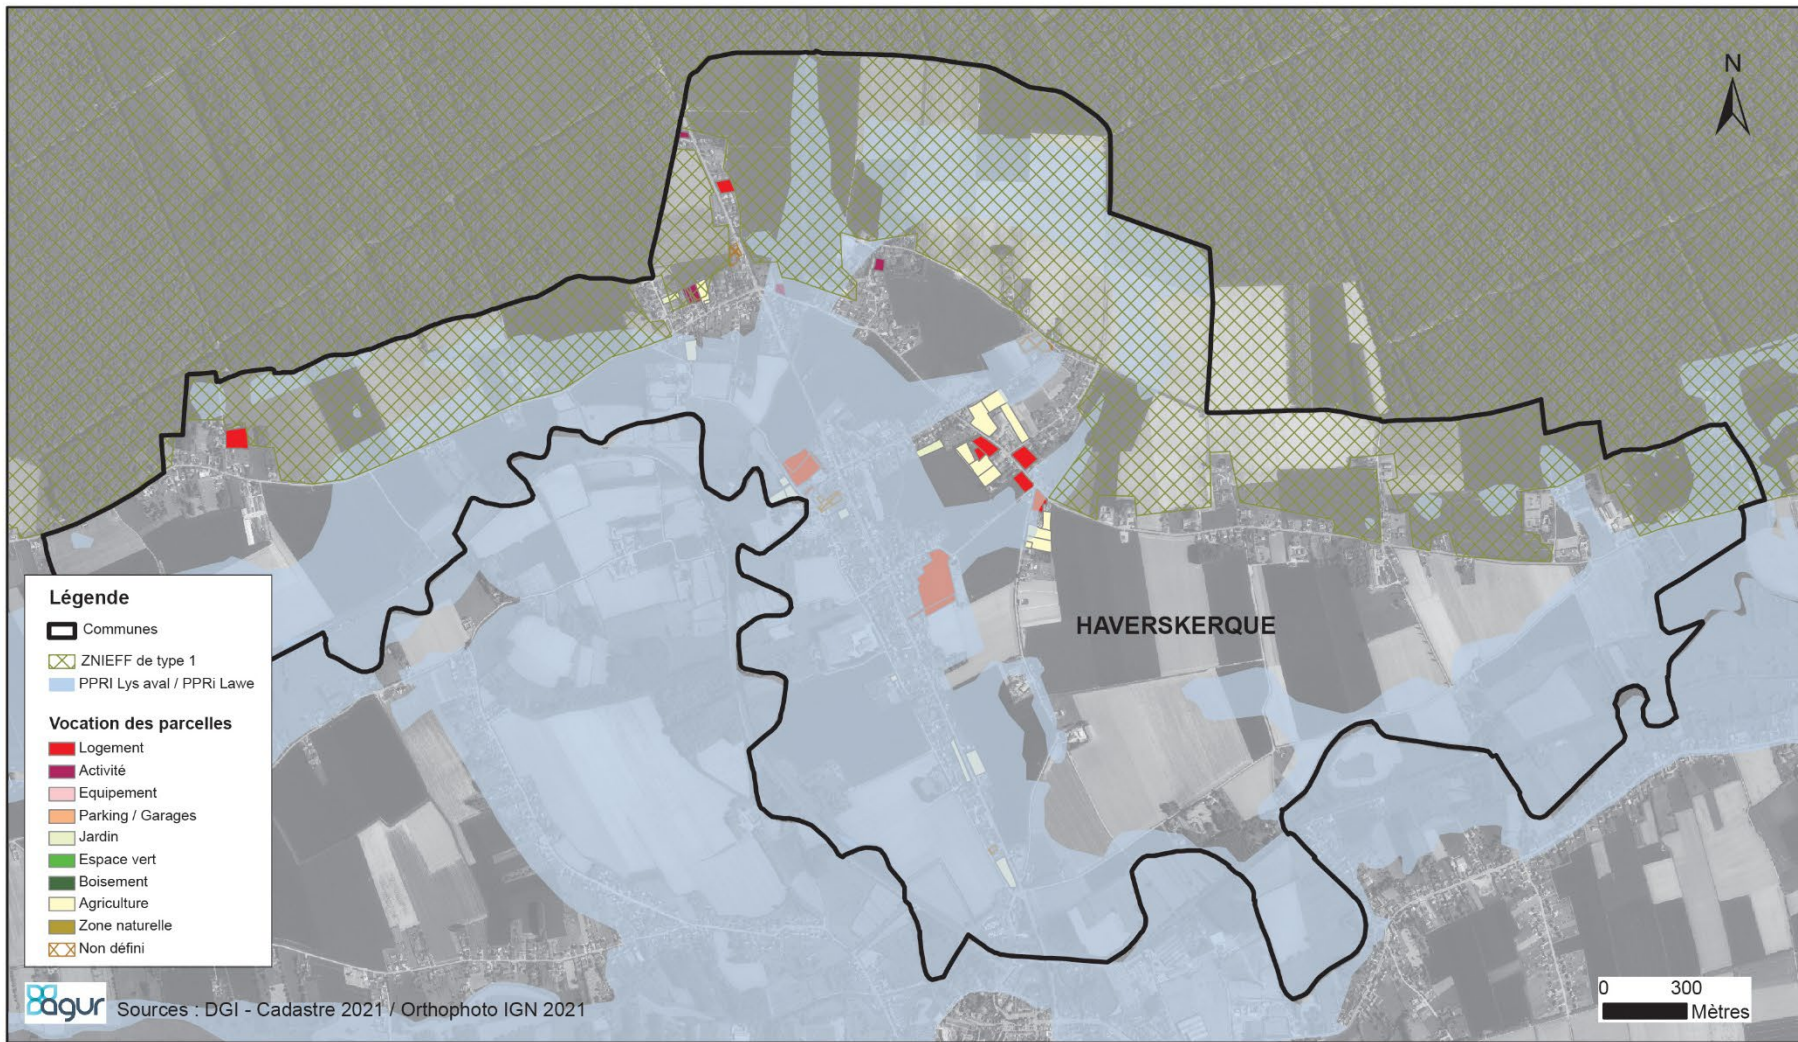 N
HAVERSKERQUE
Légende
Communes
ZNIEFF de type 1
PPRI Lys aval / PPRi Lawe
Vocation des parcelles
Logement
Activité
Equipement
Parking / Garages
Jardin
Espace vert
Boisement
Agriculture
Zone naturelle
Non défini
agur
Sources : DGI - Cadastre 2021 / Orthophoto IGN 2021
0 300
Mètres